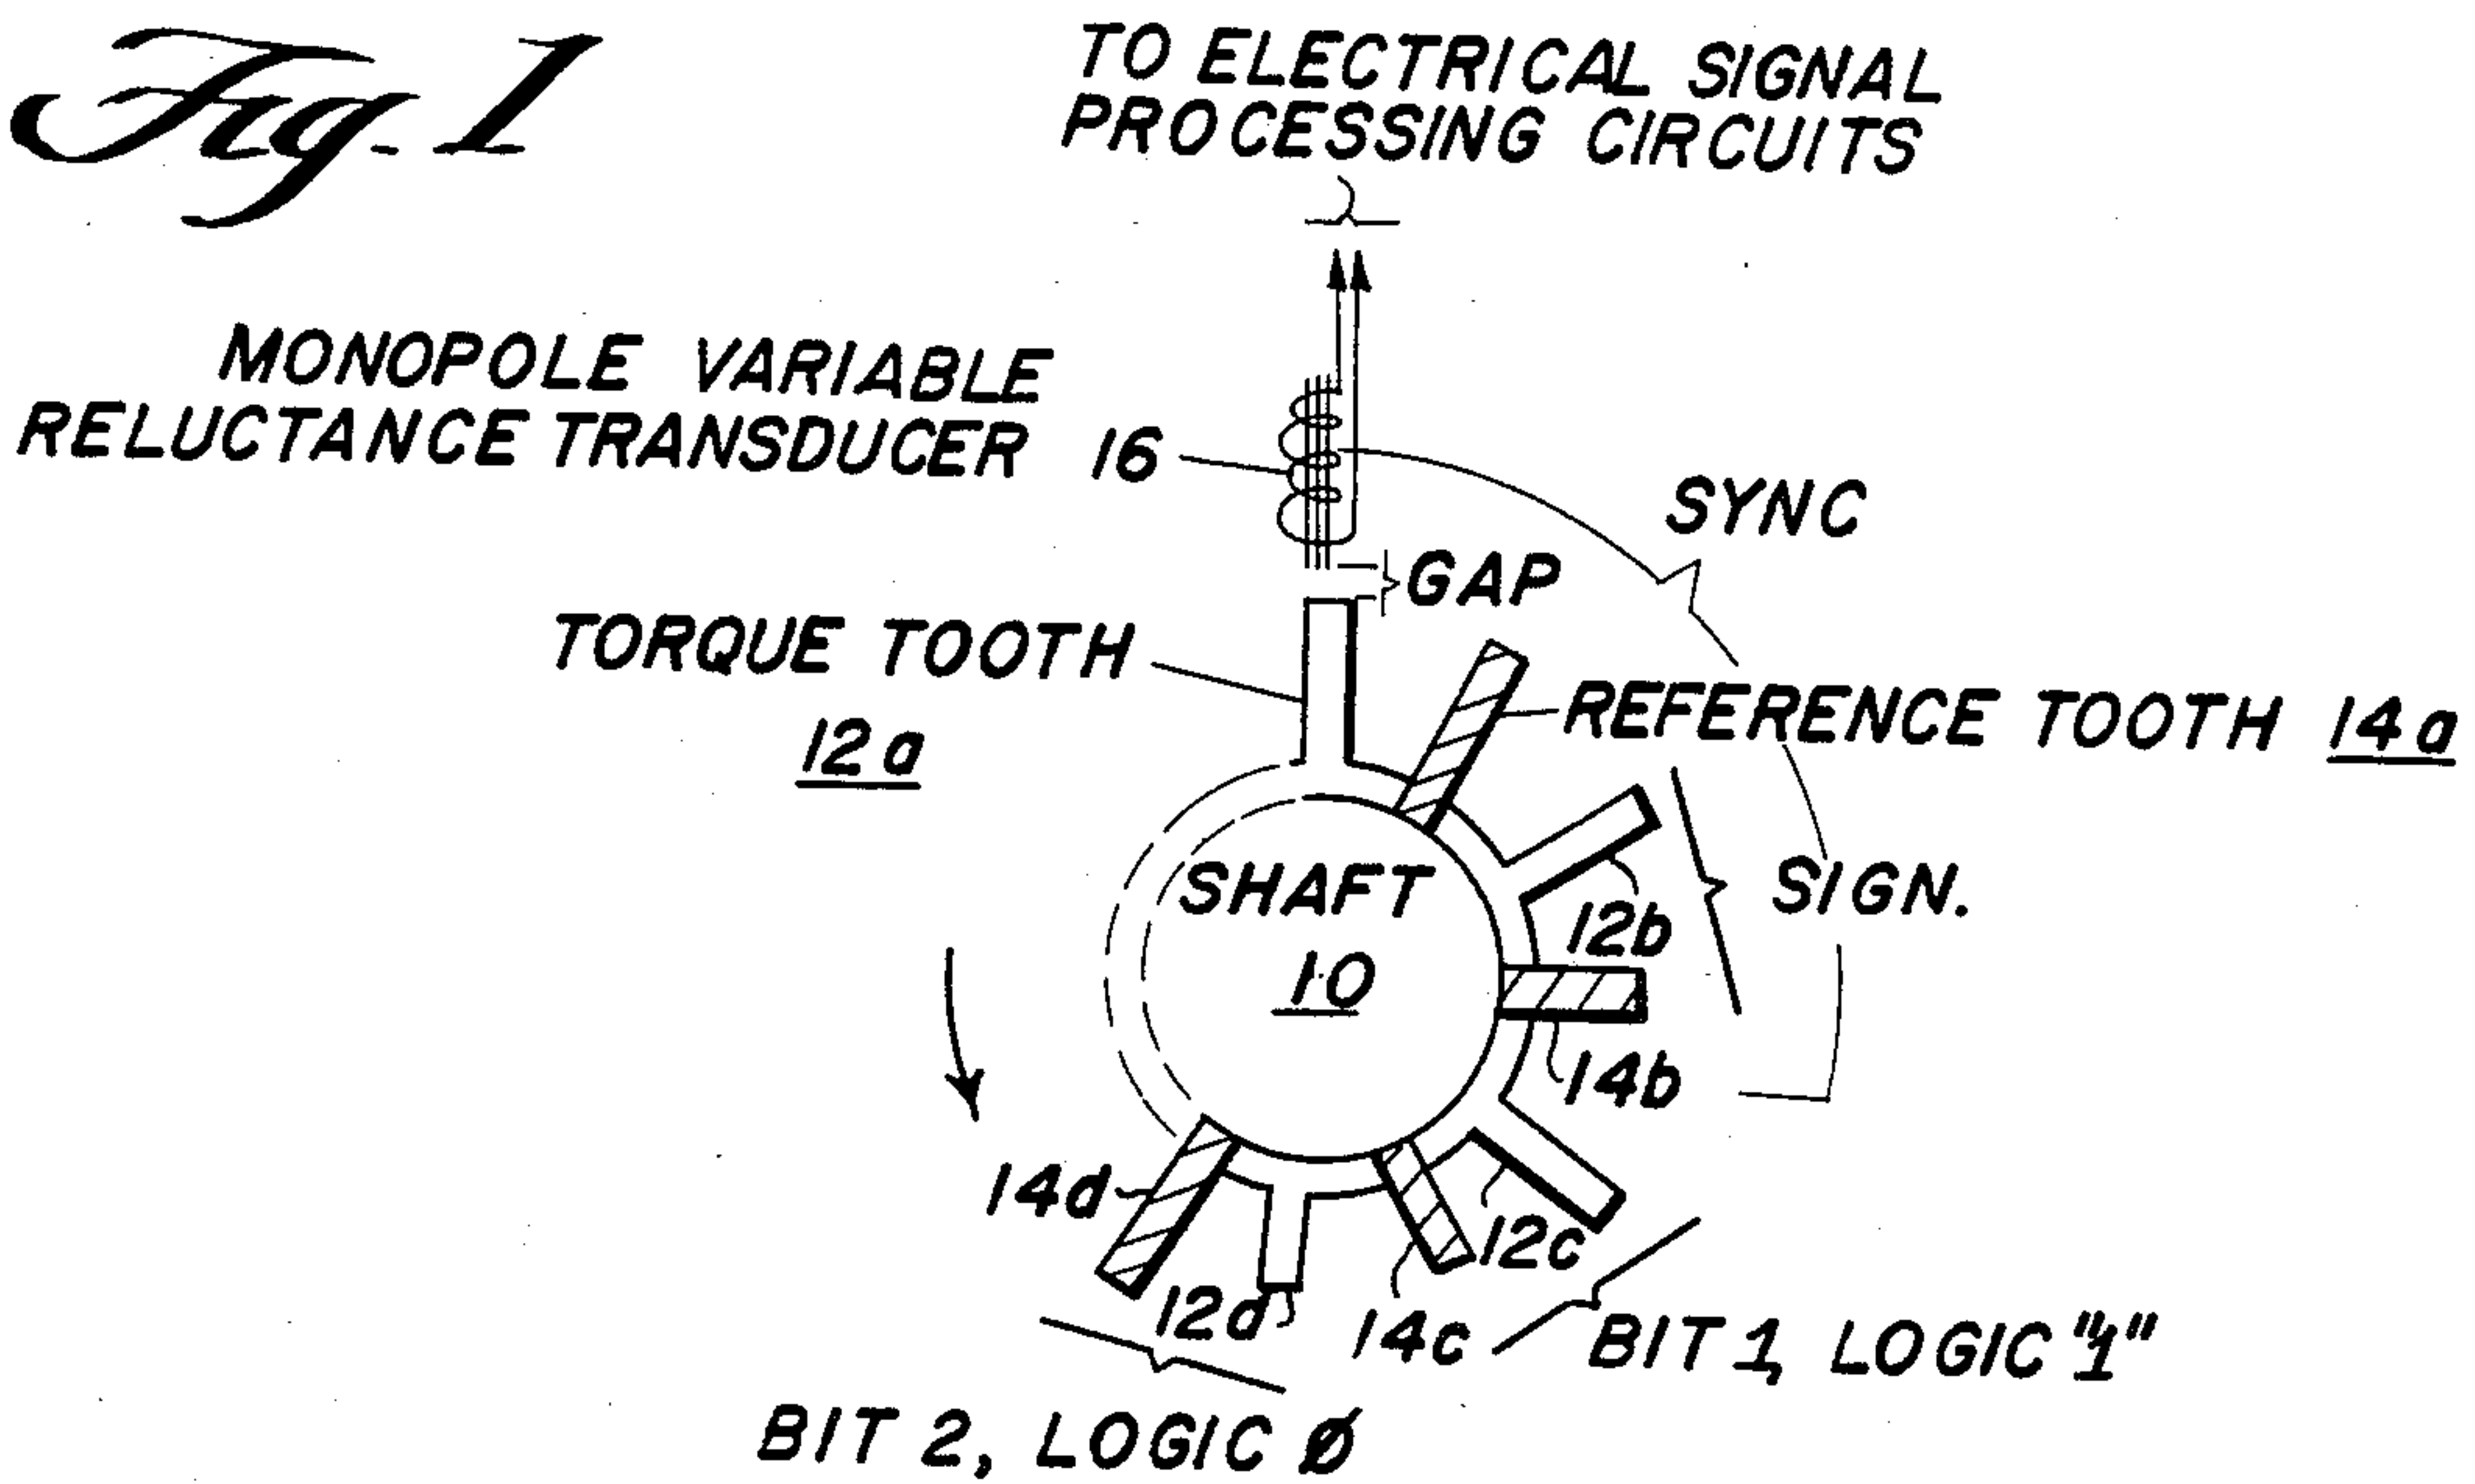 Fig. 1
TO ELECTRICAL SIGNAL
PROCESSING CIRCUITS
MONOPOLE VARIABLE
RELUCTANCE TRANSDUCER 16
SYNC
GAP
TORQUE TOOTH
12a
REFERENCE TOOTH 14a
SHAFT
10
12b
SIGN.
14b
14d
12c
12d
14c
BIT 1, LOGIC "1"
BIT 2, LOGIC Ø